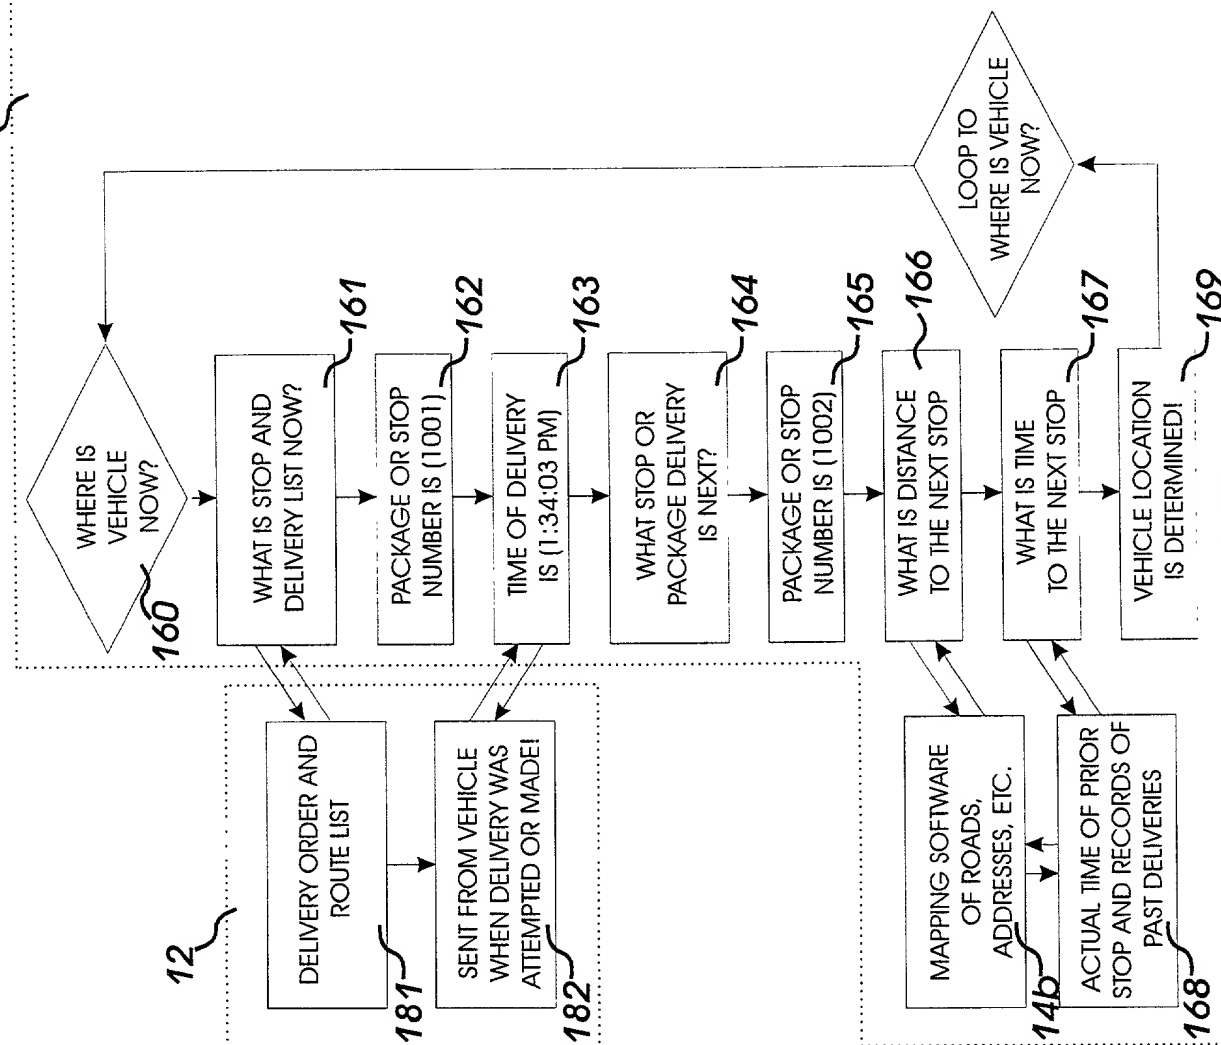 WHERE IS
VEHICLE
NOW?
160
WHAT IS STOP AND
DELIVERY LIST NOW?
161
PACKAGE OR STOP
NUMBER IS (1001)
162
TIME OF DELIVERY
IS (1:34:03 PM)
163
WHAT STOP OR
PACKAGE DELIVERY
IS NEXT?
164
PACKAGE OR STOP
NUMBER IS (1002)
165
WHAT IS DISTANCE
TO THE NEXT STOP
166
WHAT IS TIME
TO THE NEXT STOP
167
VEHICLE LOCATION
IS DETERMINED!
169
LOOP TO
WHERE IS VEHICLE
NOW?
12
DELIVERY ORDER AND
ROUTE LIST
181
SENT FROM VEHICLE
WHEN DELIVERY WAS
ATTEMPTED OR MADE!
182
MAPPING SOFTWARE
OF ROADS,
ADDRESSES, ETC.
14b
ACTUAL TIME OF PRIOR
STOP AND RECORDS OF
PAST DELIVERIES
168